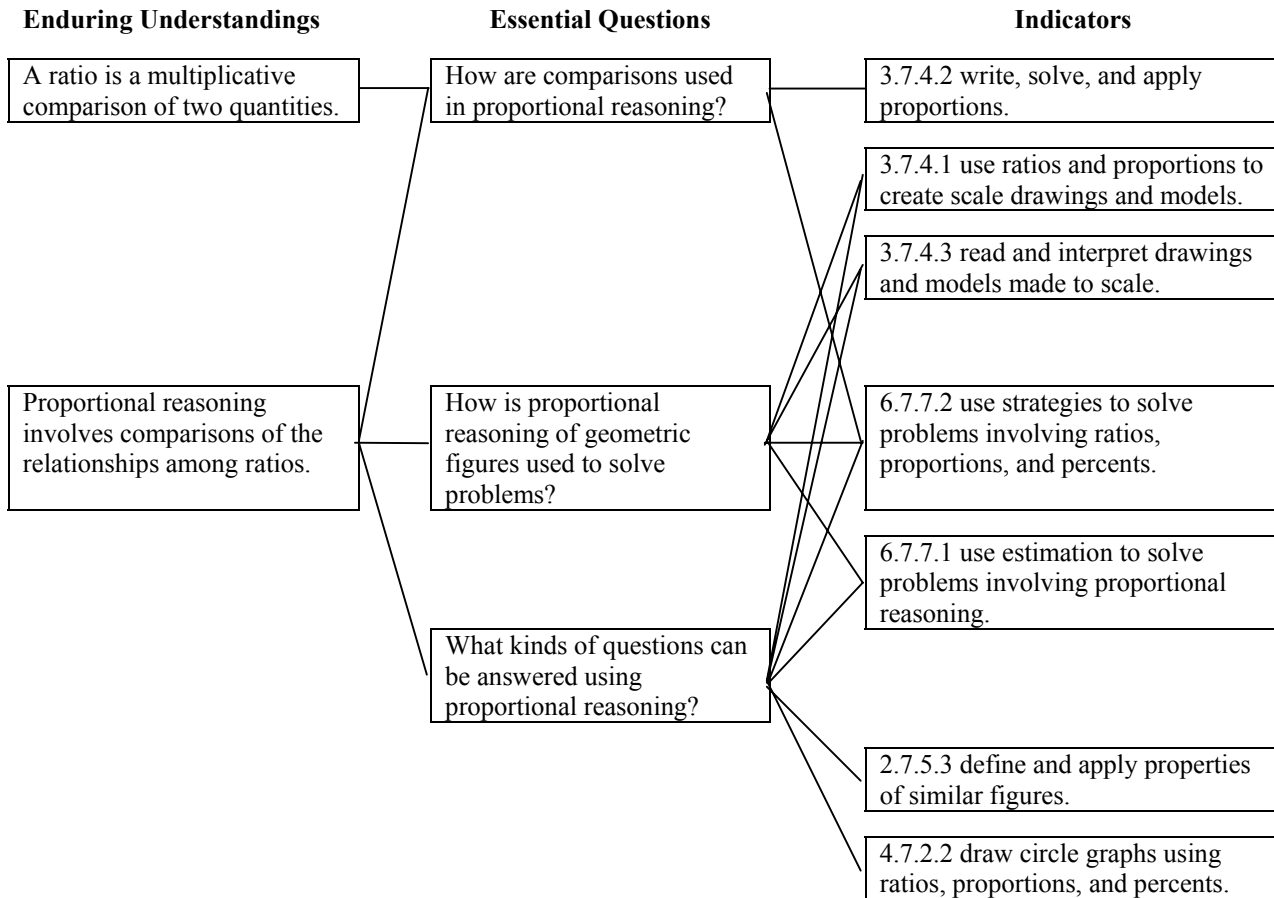 Enduring Understandings
Essential Questions
Indicators
A ratio is a multiplicative
comparison of two quantities.
Proportional reasoning
involves comparisons of the
relationships among ratios.
How are comparisons used
in proportional reasoning?
How is proportional
reasoning of geometric
figures used to solve
problems?
What kinds of questions can
be answered using
proportional reasoning?
3.7.4.2 write, solve, and apply
proportions.
3.7.4.1 use ratios and proportions to
create scale drawings and models.
3.7.4.3 read and interpret drawings
and models made to scale.
6.7.7.2 use strategies to solve
problems involving ratios,
proportions, and percents.
6.7.7.1 use estimation to solve
problems involving proportional
reasoning.
2.7.5.3 define and apply properties
of similar figures.
4.7.2.2 draw circle graphs using
ratios, proportions, and percents.